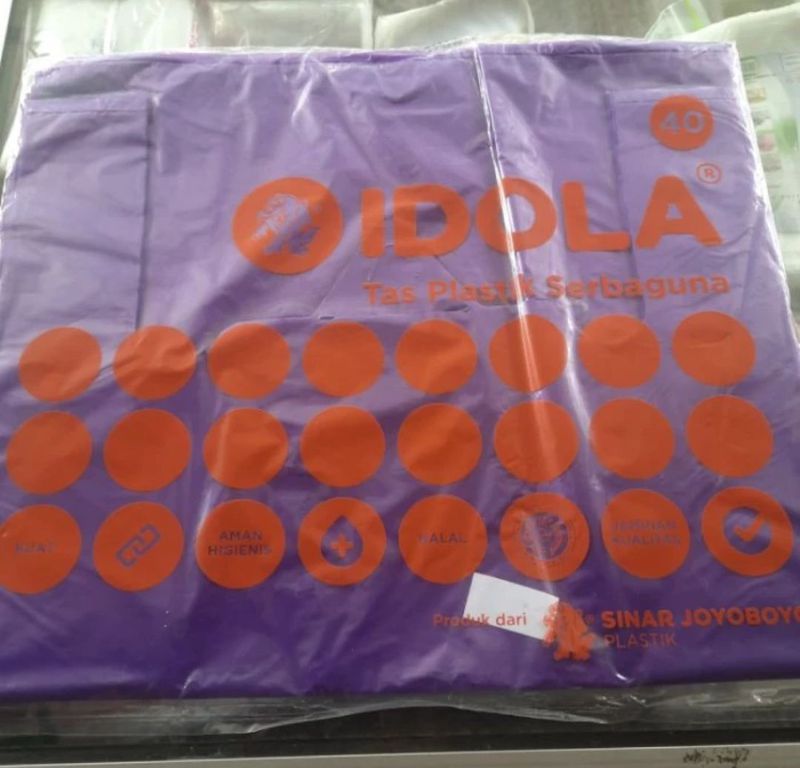 40
IDOLA®
Tas Plastik Serbaguna
KUAT
AMAN
HIGIENIS
HALAL
JAMINAN
KUALITAS
Produk dari
SINAR JOYOBOYO
PLASTIK